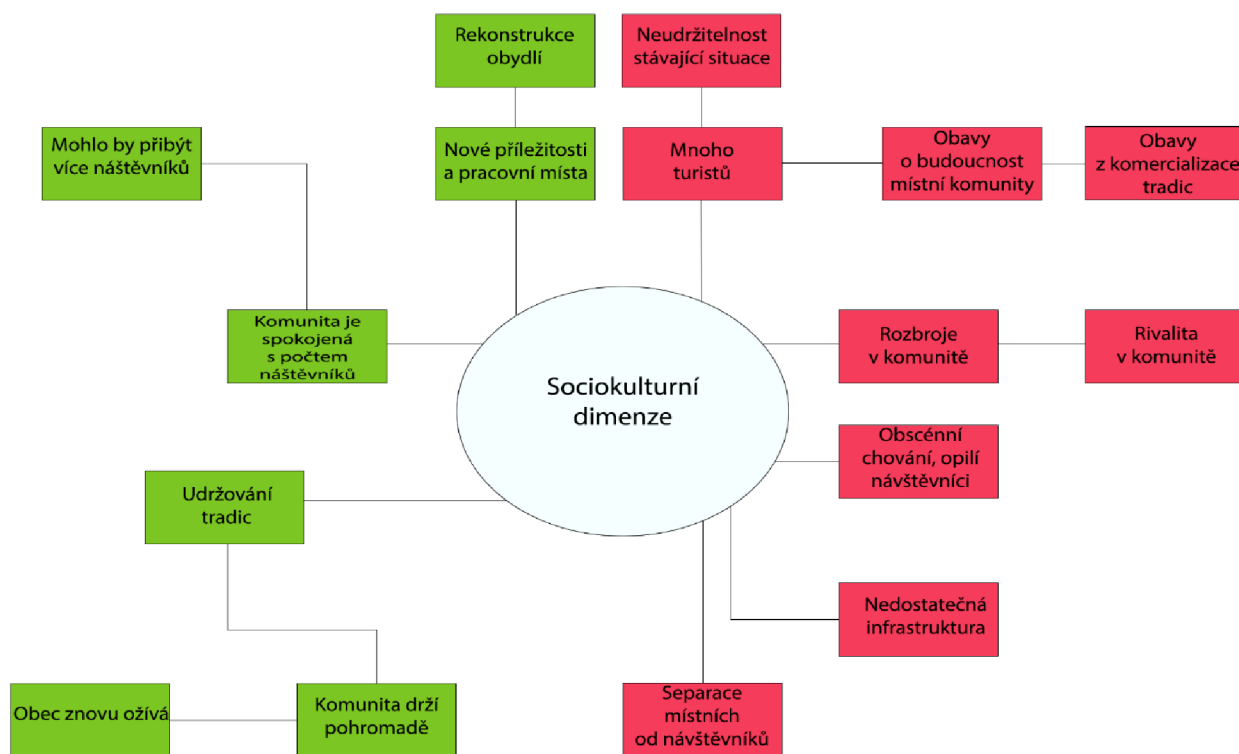 Rekonstrukce
obydlí
Neudržitelnost
stávající situace
Mohlo by přibýt
více náštěvníků
Nové příležitosti
a pracovní místa
Mnoho
turistů
Obavy
o budoucnost
místní komunity
Obavy
z komercializace
tradic
Komunita je
spokojená
s počtem
náštěvníků
Sociokulturní
dimenze
Rozbroje
v komunitě
Rivalita
v komunitě
Obscénní
chování, opilí
návštěvníci
Udržování
tradic
Nedostatečná
infrastruktura
Obec znovu ožívá
Komunita drží
pohromadě
Separace
místních
od návštěvníků